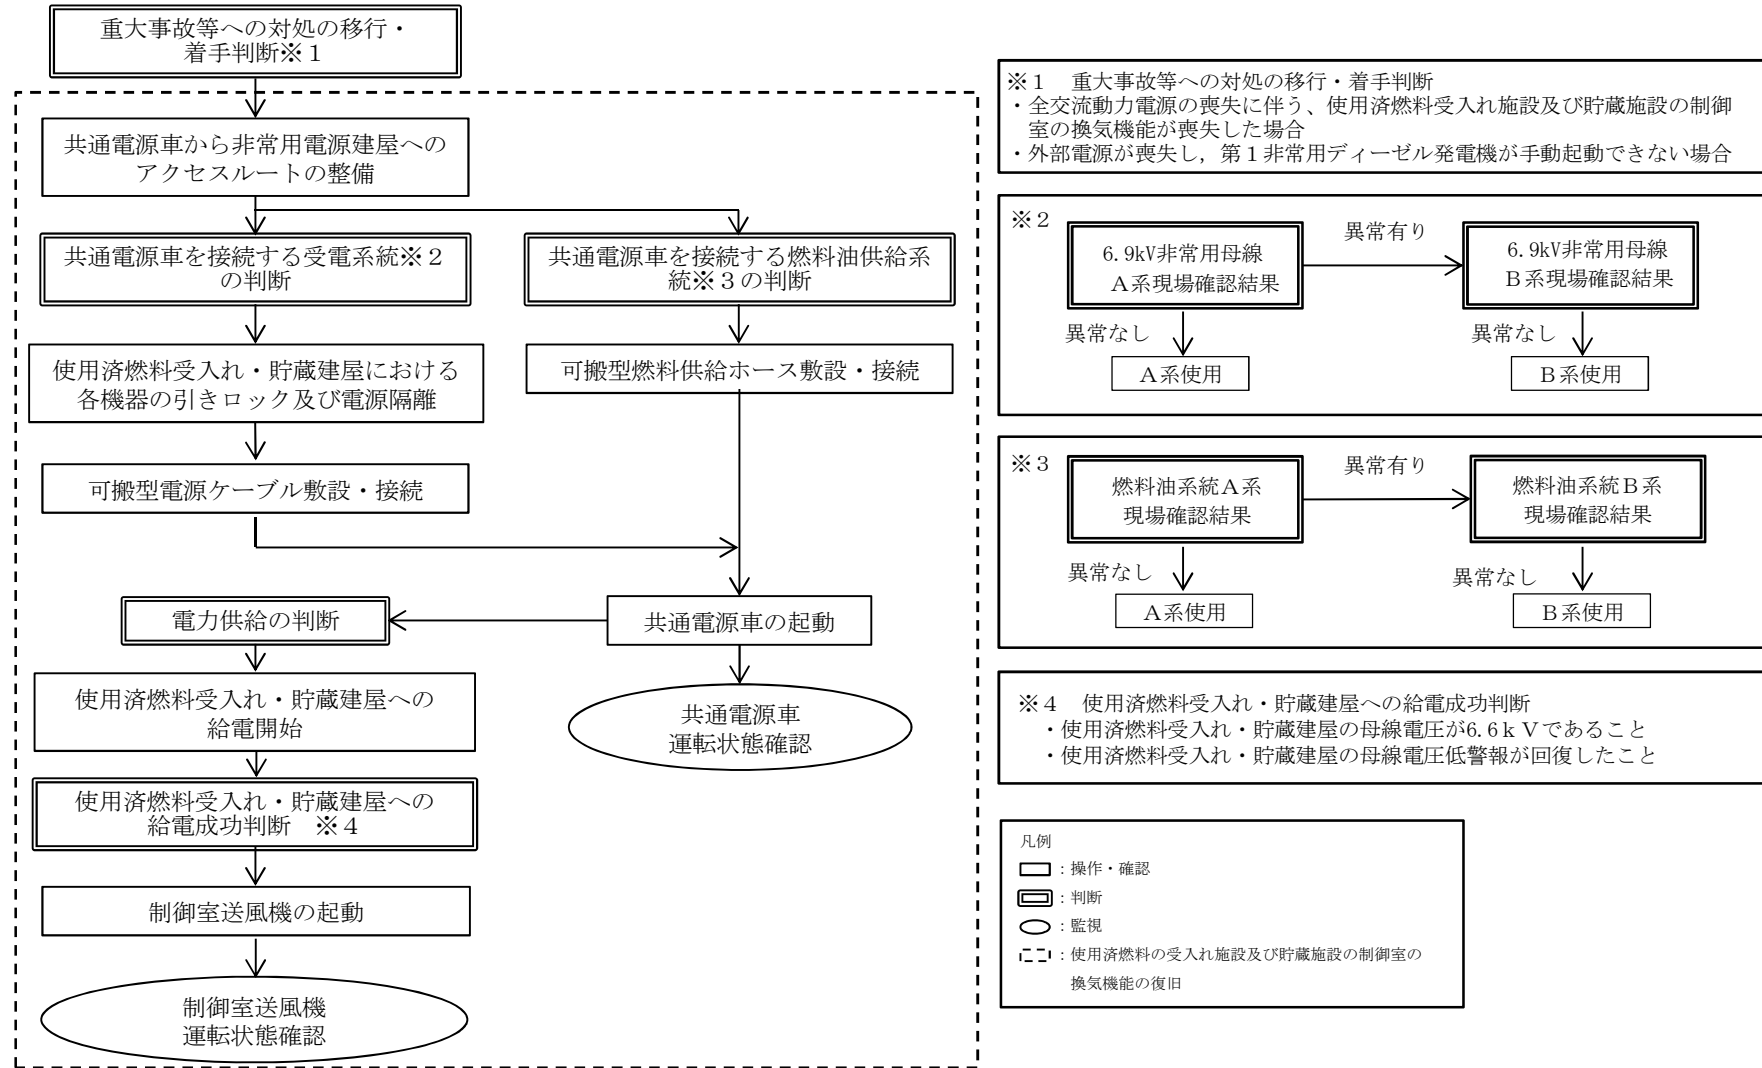 重大事故等への対処の移行・
着手判断※１
共通電源車から非常用電源建屋への
アクセスルートの整備
共通電源車を接続する受電系統※２
の判断
共通電源車を接続する燃料油供給系
統※３の判断
使用済燃料受入れ・貯蔵建屋における
各機器の引きロック及び電源隔離
可搬型燃料供給ホース敷設・接続
可搬型電源ケーブル敷設・接続
電力供給の判断
共通電源車の起動
使用済燃料受入れ・貯蔵建屋への
給電開始
共通電源車
運転状態確認
使用済燃料受入れ・貯蔵建屋への
給電成功判断　※４
制御室送風機の起動
制御室送風機
運転状態確認
※１　重大事故等への対処の移行・着手判断
・全交流動力電源の喪失に伴う、使用済燃料受入れ施設及び貯蔵施設の制御
室の換気機能が喪失した場合
・外部電源が喪失し，第１非常用ディーゼル発電機が手動起動できない場合
※２
6.9kV非常用母線
Ａ系現場確認結果
異常有り
6.9kV非常用母線
Ｂ系現場確認結果
異常なし
異常なし
Ａ系使用
Ｂ系使用
※３
燃料油系統Ａ系
現場確認結果
異常有り
燃料油系統Ｂ系
現場確認結果
異常なし
異常なし
Ａ系使用
Ｂ系使用
※４　使用済燃料受入れ・貯蔵建屋への給電成功判断
・使用済燃料受入れ・貯蔵建屋の母線電圧が6.6ｋＶであること
・使用済燃料受入れ・貯蔵建屋の母線電圧低警報が回復したこと
凡例
：操作・確認
：判断
：監視
：使用済燃料の受入れ施設及び貯蔵施設の制御室の
換気機能の復旧